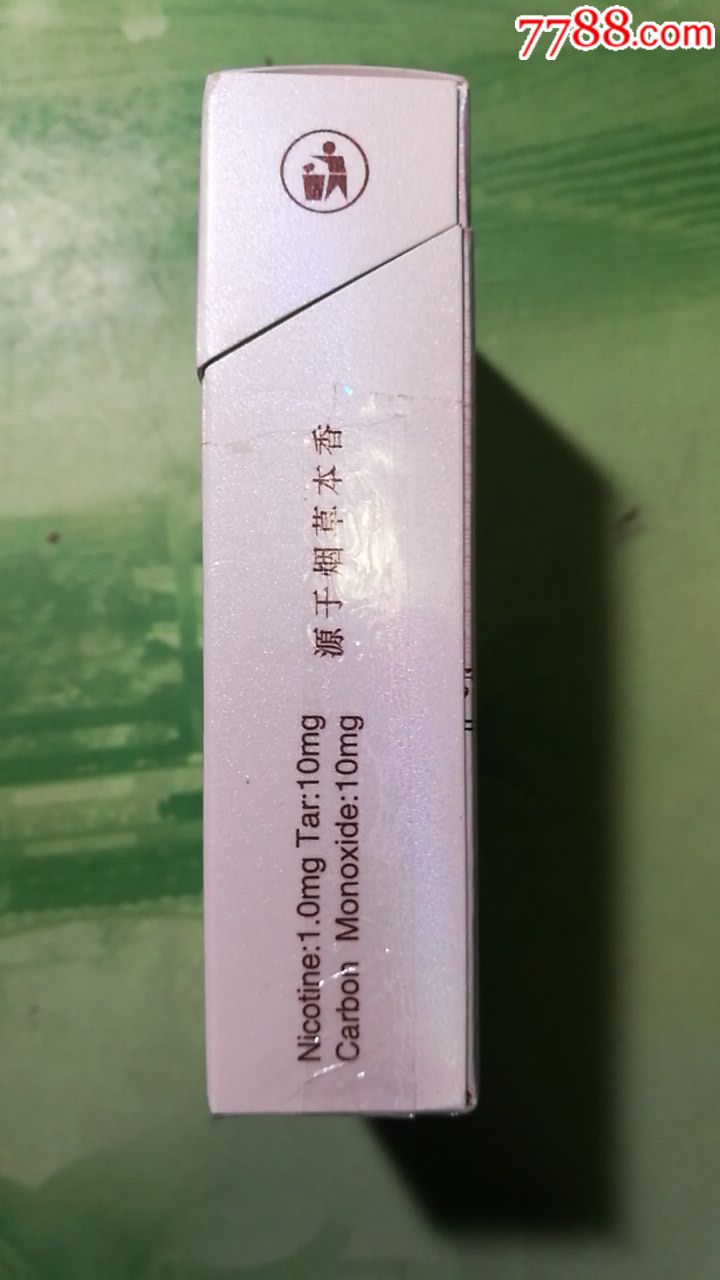 7788.com
源于烟草本香
Nicotine:1.0mg Tar:10mg
Carbon Monoxide:10mg